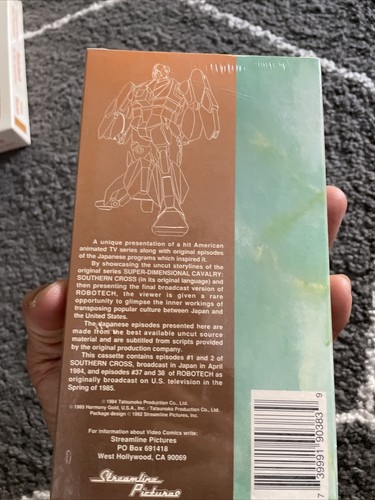 A unique presentation of a hit American
animated TV series along with original episodes
of the Japanese programs which inspired it.
By showcasing the uncut storylines of the
original series SUPER-DIMENSIONAL CAVALRY:
SOUTHERN CROSS (in its original language) and
then presenting the final broadcast version of
ROBOTECH, the viewer is given a rare
opportunity to glimpse the inner workings of
transposing popular culture between Japan and
the United States.
The Japanese episodes presented here are
made from the best available uncut source
material and are subtitled from scripts provided
by the original production company.
This cassette contains episodes #1 and 2 of
SOUTHERN CROSS, broadcast in Japan in April
1984, and episodes #37 and 38 of ROBOTECH as
originally broadcast on U.S. television in the
Spring of 1985.
© 1984 Tatsunoko Production Co., Ltd.
© 1985 Harmony Gold, U.S.A., Inc. / Tatsunoko Production Co., Ltd.
Package design © 1992 Streamline Pictures, Inc.
For information about Video Comics write:
Streamline Pictures
PO Box 691418
West Hollywood, CA 90069
Streamline
Pictures
7 39991 90383 9